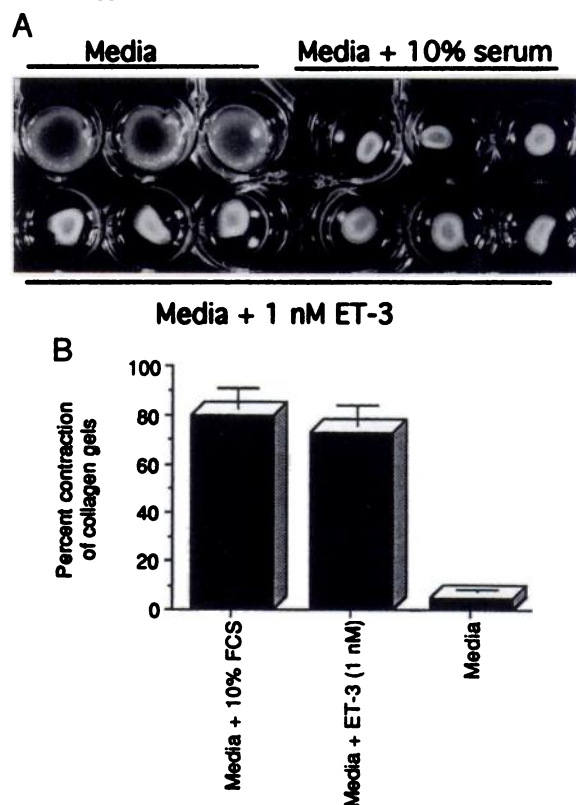 A
Media
Media + 10% serum
Media + 1 nM ET-3
B
Percent contraction
of collagen gels
100
80
60
40
20
0
Media + 10% FCS
Media + ET-3 (1 nM)
Media